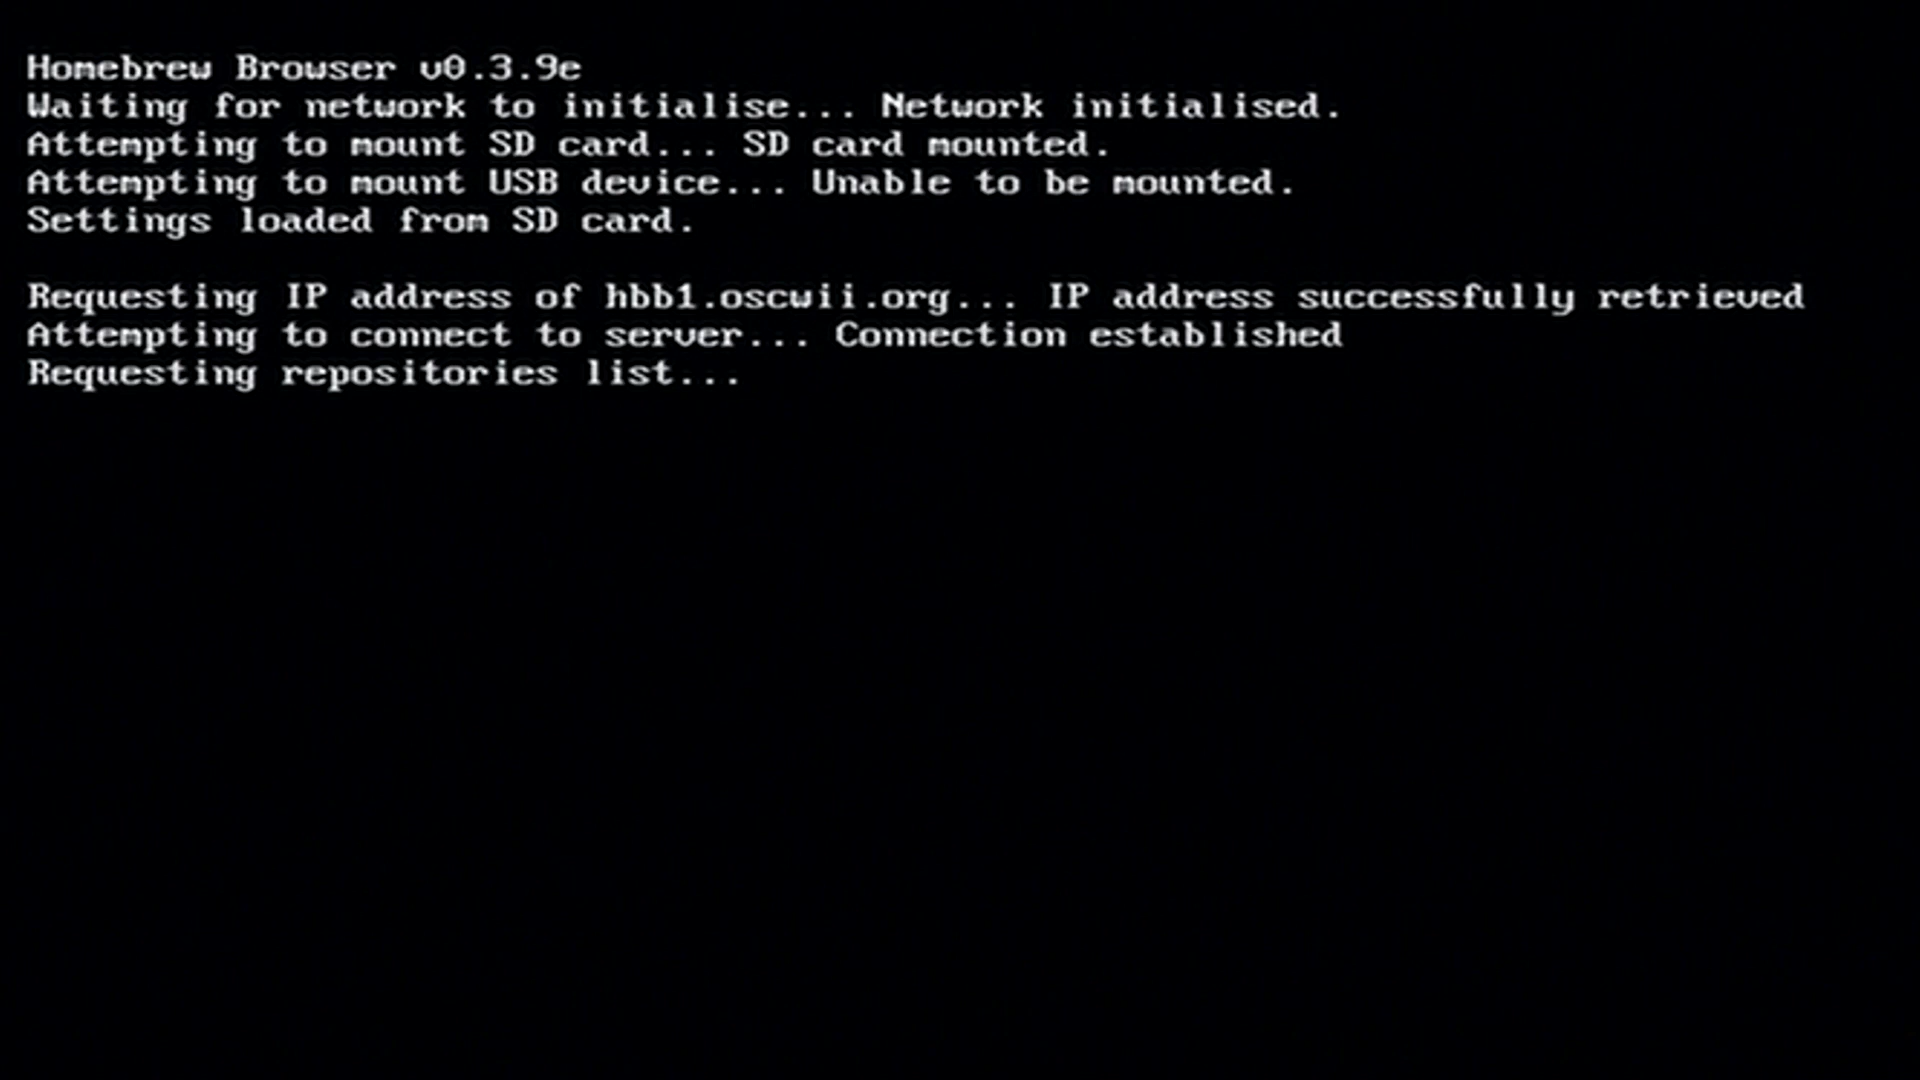 Homebrew Browser v0.3.9e
Waiting for network to initialise... Network initialised.
Attempting to mount SD card... SD card mounted.
Attempting to mount USB device... Unable to be mounted.
Settings loaded from SD card.
Requesting IP address of hbb1.oscwii.org... IP address successfully retrieved
Attempting to connect to server... Connection established
Requesting repositories list...